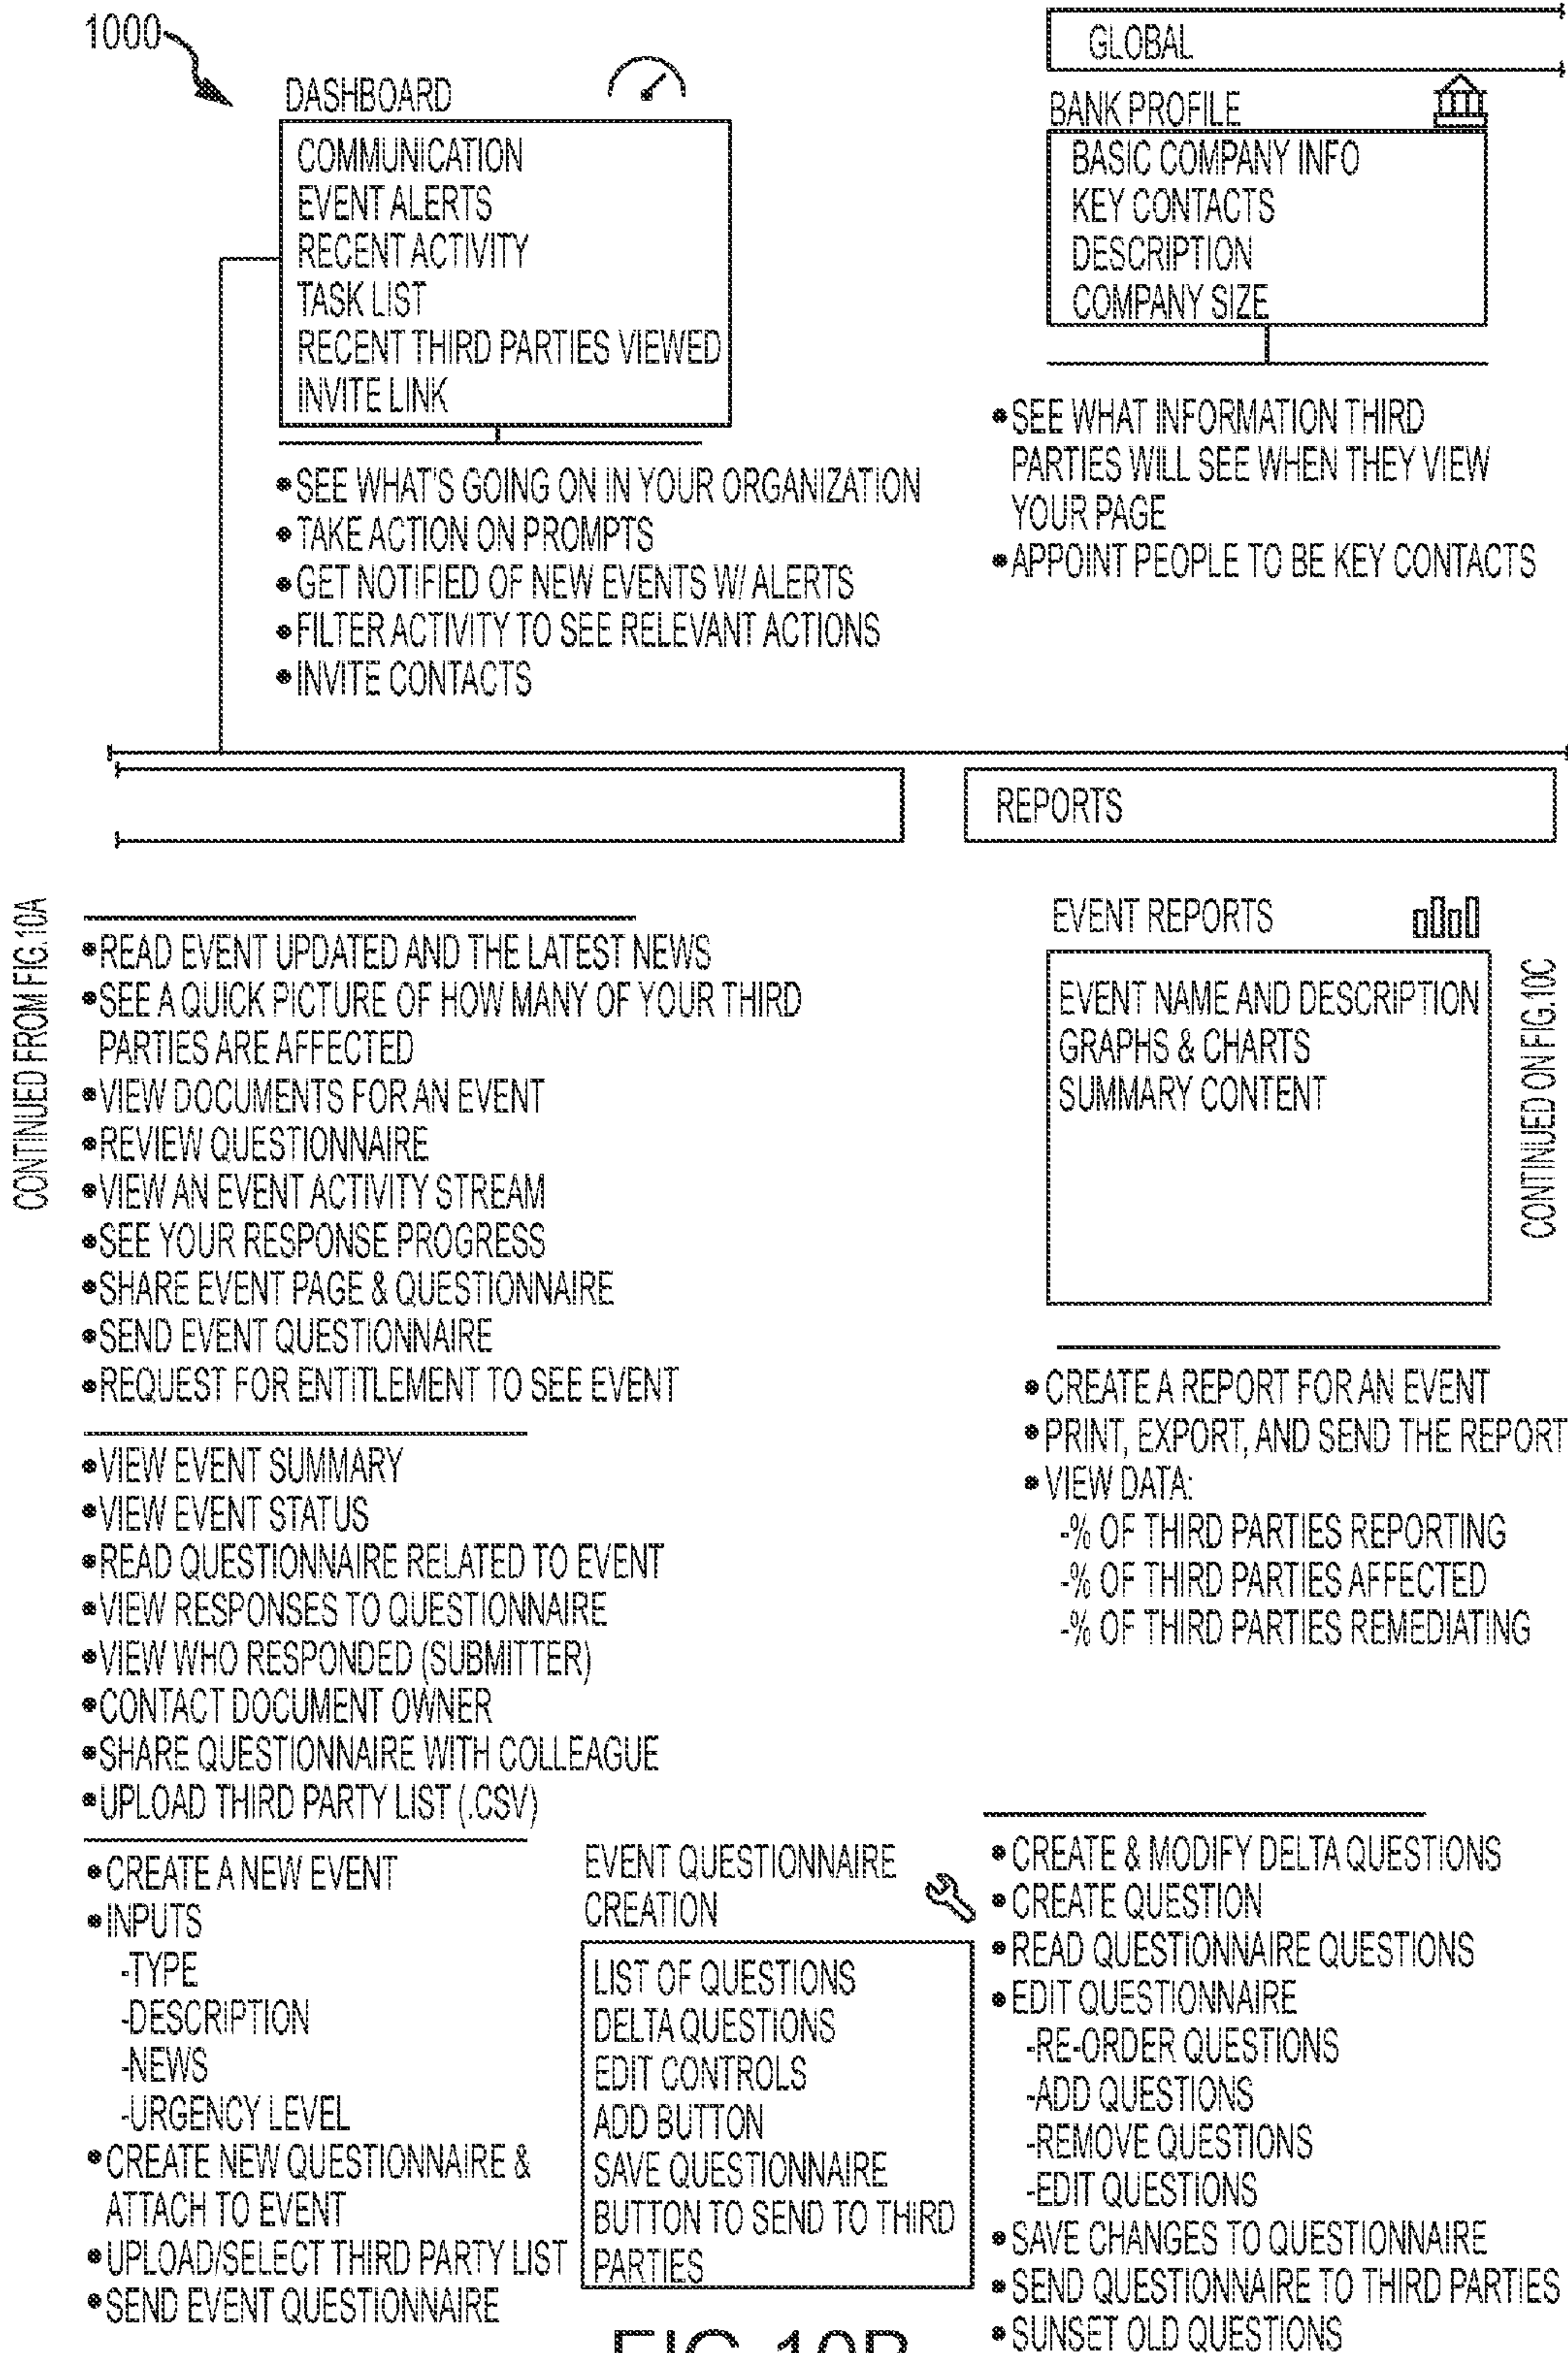 1000
DASHBOARD
COMMUNICATION
EVENT ALERTS
RECENT ACTIVITY
TASK LIST
RECENT THIRD PARTIES VIEWED
INVITE LINK
• SEE WHAT'S GOING ON IN YOUR ORGANIZATION
• TAKE ACTION ON PROMPTS
• GET NOTIFIED OF NEW EVENTS W/ ALERTS
• FILTER ACTIVITY TO SEE RELEVANT ACTIONS
• INVITE CONTACTS
GLOBAL
BANK PROFILE
BASIC COMPANY INFO
KEY CONTACTS
DESCRIPTION
COMPANY SIZE
• SEE WHAT INFORMATION THIRD
PARTIES WILL SEE WHEN THEY VIEW
YOUR PAGE
• APPOINT PEOPLE TO BE KEY CONTACTS
REPORTS
CONTINUED FROM FIG.10A
• READ EVENT UPDATED AND THE LATEST NEWS
• SEE A QUICK PICTURE OF HOW MANY OF YOUR THIRD
PARTIES ARE AFFECTED
• VIEW DOCUMENTS FOR AN EVENT
• REVIEW QUESTIONNAIRE
• VIEW AN EVENT ACTIVITY STREAM
• SEE YOUR RESPONSE PROGRESS
• SHARE EVENT PAGE & QUESTIONNAIRE
• SEND EVENT QUESTIONNAIRE
• REQUEST FOR ENTITLEMENT TO SEE EVENT
• VIEW EVENT SUMMARY
• VIEW EVENT STATUS
• READ QUESTIONNAIRE RELATED TO EVENT
• VIEW RESPONSES TO QUESTIONNAIRE
• VIEW WHO RESPONDED (SUBMITTER)
• CONTACT DOCUMENT OWNER
• SHARE QUESTIONNAIRE WITH COLLEAGUE
• UPLOAD THIRD PARTY LIST (.CSV)
EVENT REPORTS
EVENT NAME AND DESCRIPTION
GRAPHS & CHARTS
SUMMARY CONTENT
CONTINUED ON FIG.10C
• CREATE A REPORT FOR AN EVENT
• PRINT, EXPORT, AND SEND THE REPORT
• VIEW DATA:
-% OF THIRD PARTIES REPORTING
-% OF THIRD PARTIES AFFECTED
-% OF THIRD PARTIES REMEDIATING
• CREATE A NEW EVENT
• INPUTS
-TYPE
-DESCRIPTION
-NEWS
-URGENCY LEVEL
• CREATE NEW QUESTIONNAIRE &
ATTACH TO EVENT
• UPLOAD/SELECT THIRD PARTY LIST
• SEND EVENT QUESTIONNAIRE
EVENT QUESTIONNAIRE
CREATION
LIST OF QUESTIONS
DELTA QUESTIONS
EDIT CONTROLS
ADD BUTTON
SAVE QUESTIONNAIRE
BUTTON TO SEND TO THIRD
PARTIES
• CREATE & MODIFY DELTA QUESTIONS
• CREATE QUESTION
• READ QUESTIONNAIRE QUESTIONS
• EDIT QUESTIONNAIRE
-RE-ORDER QUESTIONS
-ADD QUESTIONS
-REMOVE QUESTIONS
-EDIT QUESTIONS
• SAVE CHANGES TO QUESTIONNAIRE
• SEND QUESTIONNAIRE TO THIRD PARTIES
• SUNSET OLD QUESTIONS
FIG. 10B